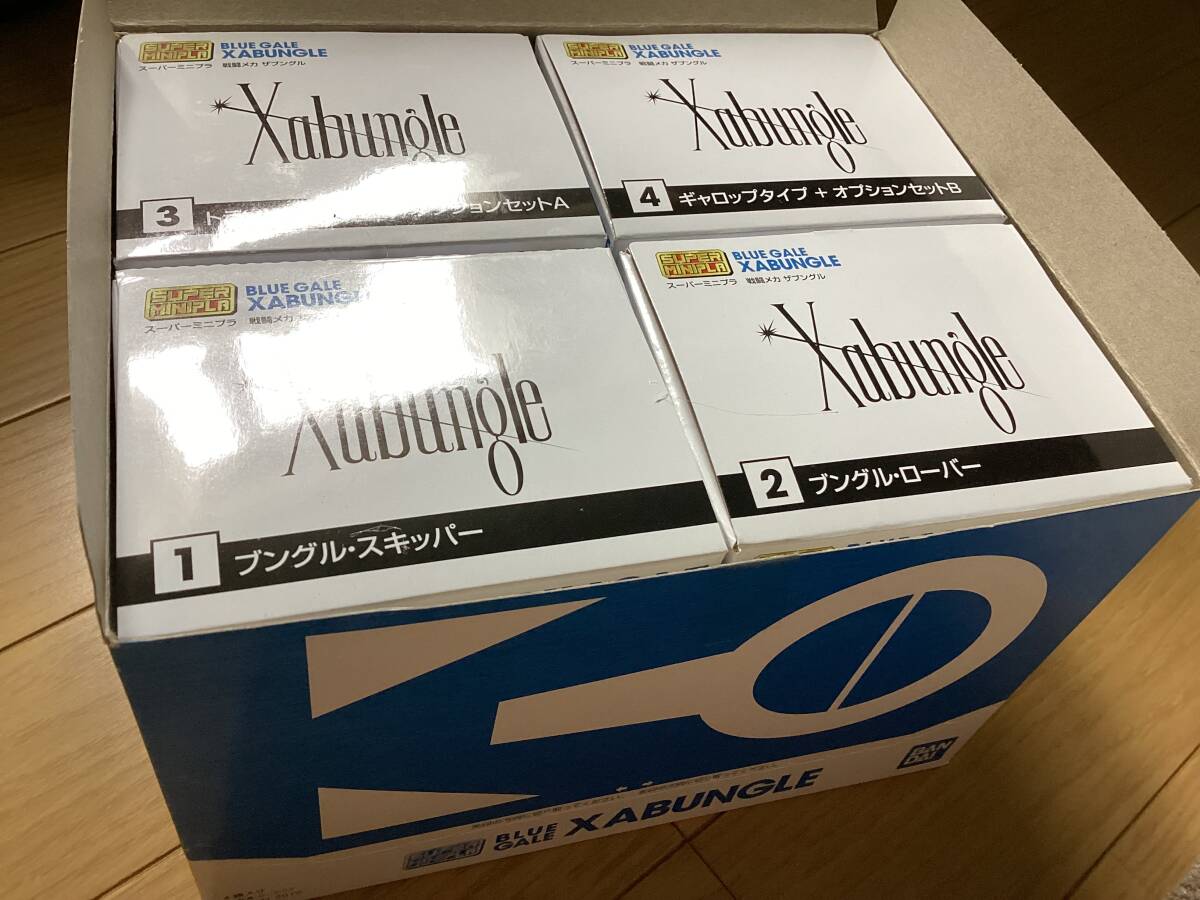 SUPER MINIPLA
BLUE GALE
XABUNGLE
スーパーミニプラ 戦闘メカ ザブングル
Xabungle
3 ションセットA
SUPER MINIPLA
BLUE GALE
XABUNGLE
スーパーミニプラ 戦闘メカ ザブングル
Xabungle
4 ギャロップタイプ + オプションセットB
SUPER MINIPLA
BLUE GALE
XABUNGLE
スーパーミニプラ 戦闘メカ
Xabungle
1 ブングル・スキッパー
SUPER MINIPLA
BLUE GALE
XABUNGLE
スーパーミニプラ 戦闘メカ ザブングル
Xabungle
2 ブングル・ローバー
BAN
DAI
SUPER MINIPLA
BLUE
GALE
XABUNGLE